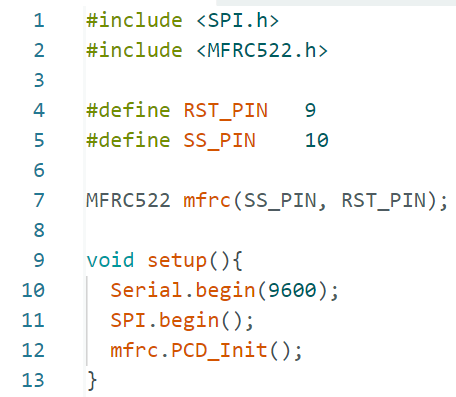 1 #include <SPI.h>
2 #include <MFRC522.h>
3
4 #define RST_PIN   9
5 #define SS_PIN    10
6
7 MFRC522 mfrc(SS_PIN, RST_PIN);
8
9 void setup(){
10   Serial.begin(9600);
11   SPI.begin();
12   mfrc.PCD_Init();
13 }